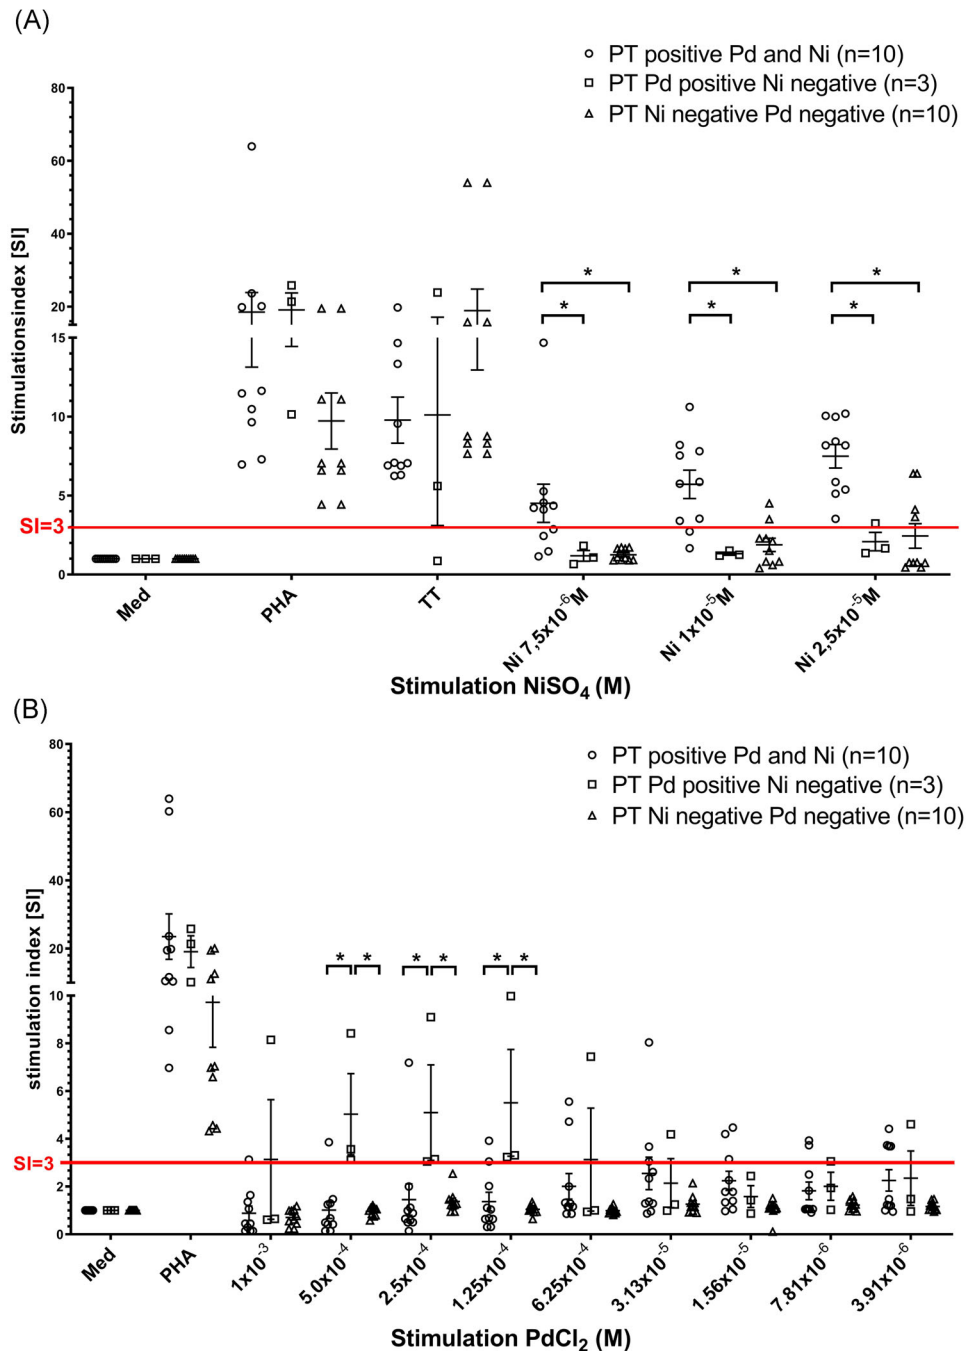 (A)
PT positive Pd and Ni (n=10)
PT Pd positive Ni negative (n=3)
PT Ni negative Pd negative (n=10)
Stimulationsindex [SI]
80
60
40
20
15
10
5
0
SI=3
* * * * * *
Med PHA TT Ni 7,5x10⁻⁶M Ni 1x10⁻⁵M Ni 2,5x10⁻⁵M
Stimulation NiSO₄ (M)
(B)
PT positive Pd and Ni (n=10)
PT Pd positive Ni negative (n=3)
PT Ni negative Pd negative (n=10)
stimulation index [SI]
80
60
40
20
10
8
6
4
2
0
SI=3
* * * * * *
Med PHA 1x10⁻³ 5.0x10⁻⁴ 2.5x10⁻⁴ 1.25x10⁻⁴ 6.25x10⁻⁴ 3.13x10⁻⁵ 1.56x10⁻⁵ 7.81x10⁻⁶ 3.91x10⁻⁶
Stimulation PdCl₂ (M)